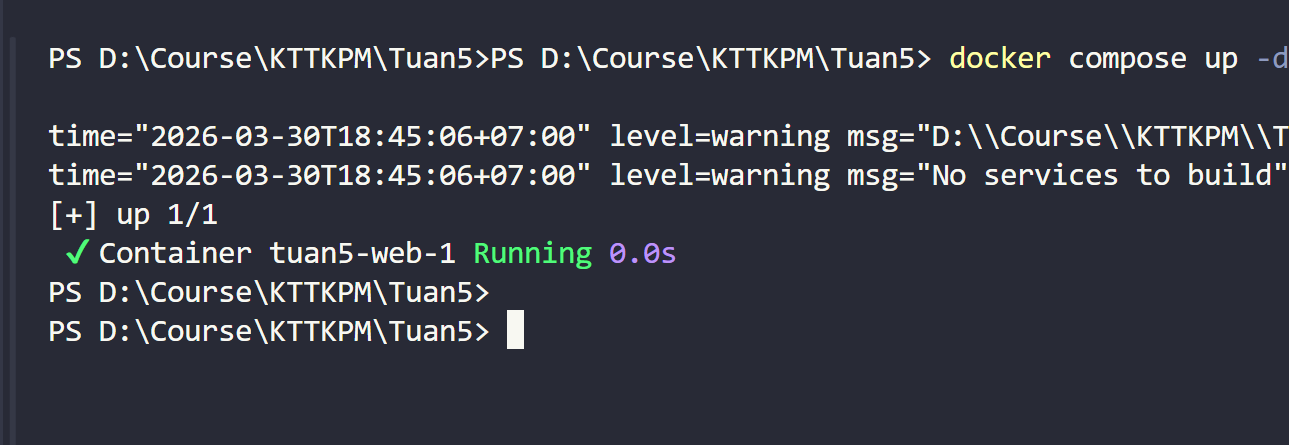 PS D:\Course\KTTKPM\Tuan5>PS D:\Course\KTTKPM\Tuan5> docker compose up -d
time="2026-03-30T18:45:06+07:00" level=warning msg="D:\\Course\\KTTKPM\\T
time="2026-03-30T18:45:06+07:00" level=warning msg="No services to build"
[+] up 1/1
✓ Container tuan5-web-1 Running 0.0s
PS D:\Course\KTTKPM\Tuan5>
PS D:\Course\KTTKPM\Tuan5>